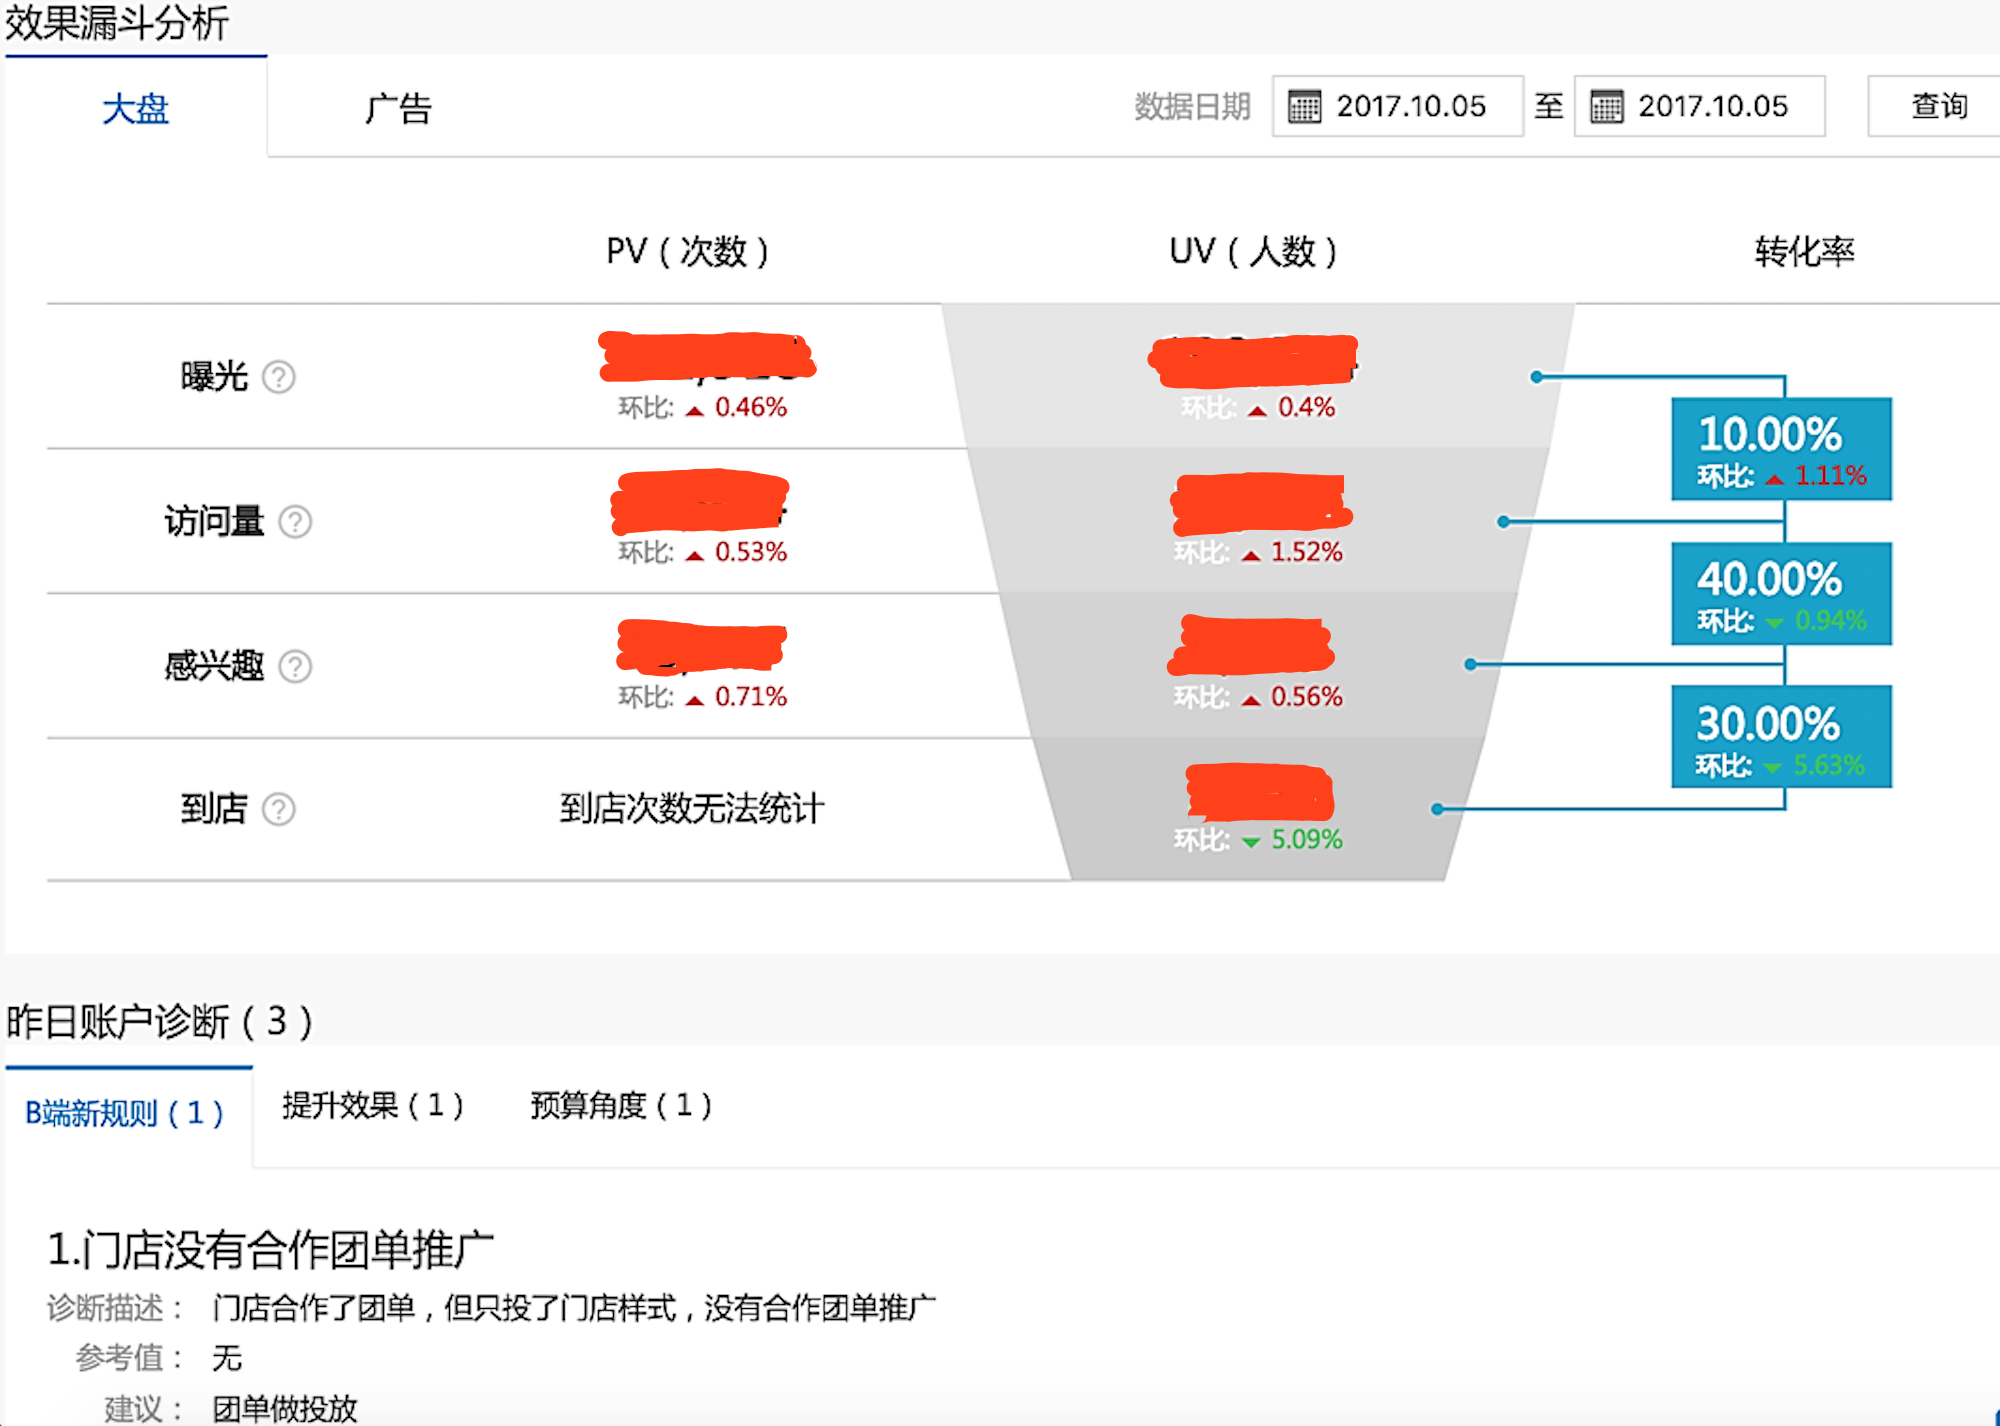 效果漏斗分析
大盘 广告 数据日期 2017.10.05 至 2017.10.05 查询
PV（次数） UV（人数） 转化率
曝光 ?
环比: ▲ 0.46% 环比: ▲ 0.4%
10.00%
环比: ▲ 1.11%
访问量 ?
环比: ▲ 0.53% 环比: ▲ 1.52%
40.00%
环比: ▼ 0.94%
感兴趣 ?
环比: ▲ 0.71% 环比: ▲ 0.56%
30.00%
环比: ▼ 5.63%
到店 ? 到店次数无法统计
环比: ▼ 5.09%
昨日账户诊断（3）
B端新规则（1） 提升效果（1） 预算角度（1）
1.门店没有合作团单推广
诊断描述： 门店合作了团单，但只投了门店样式，没有合作团单推广
参考值： 无
建议： 团单做投放